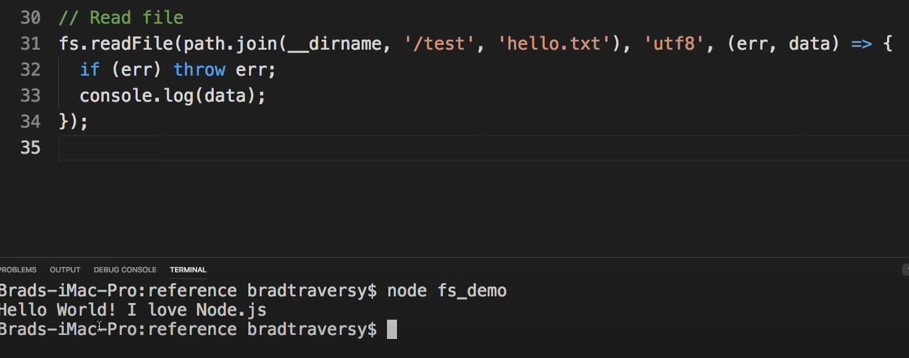 30 // Read file
31 fs.readFile(path.join(__dirname, '/test', 'hello.txt'), 'utf8', (err, data) => {
32   if (err) throw err;
33   console.log(data);
34 });
35
PROBLEMS OUTPUT DEBUG CONSOLE TERMINAL
Brads-iMac-Pro:reference bradtraversy$ node fs_demo
Hello World! I love Node.js
Brads-iMac-Pro:reference bradtraversy$